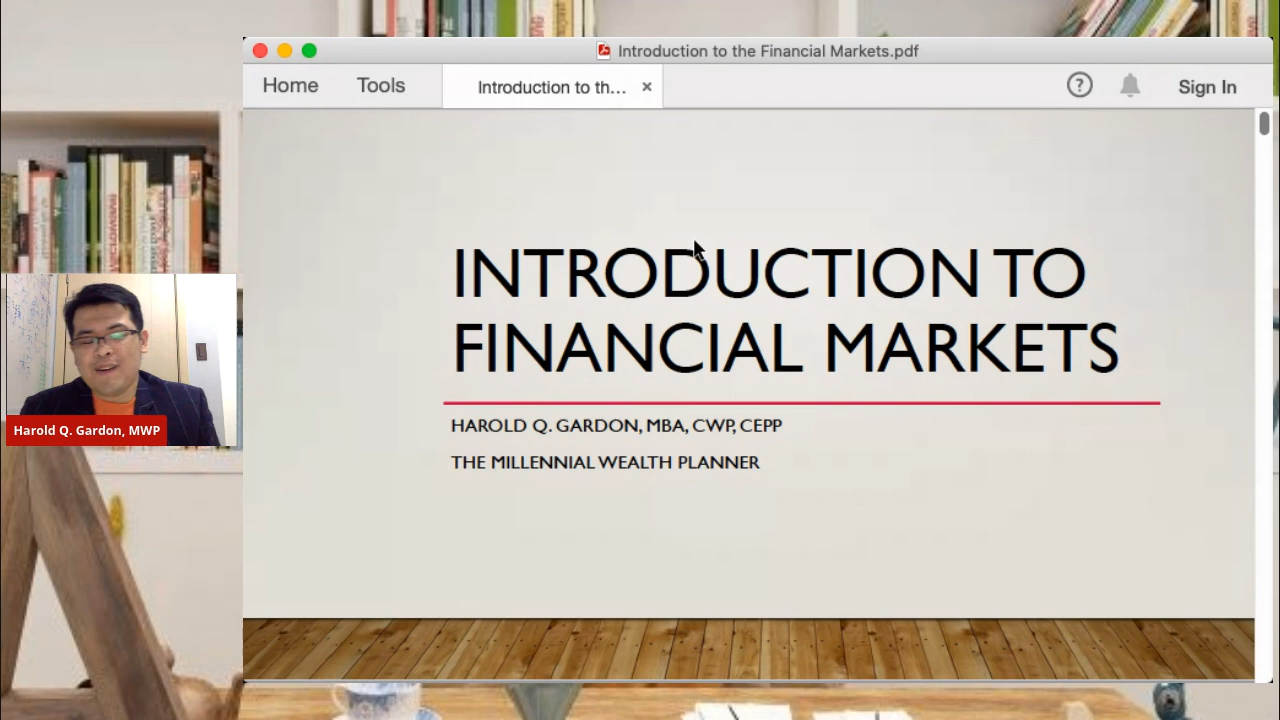 Introduction to the Financial Markets.pdf
Home
Tools
Introduction to th...
Sign In
INTRODUCTION TO
FINANCIAL MARKETS
HAROLD Q. GARDON, MBA, CWP, CEPP
THE MILLENNIAL WEALTH PLANNER
Harold Q. Gardon, MWP